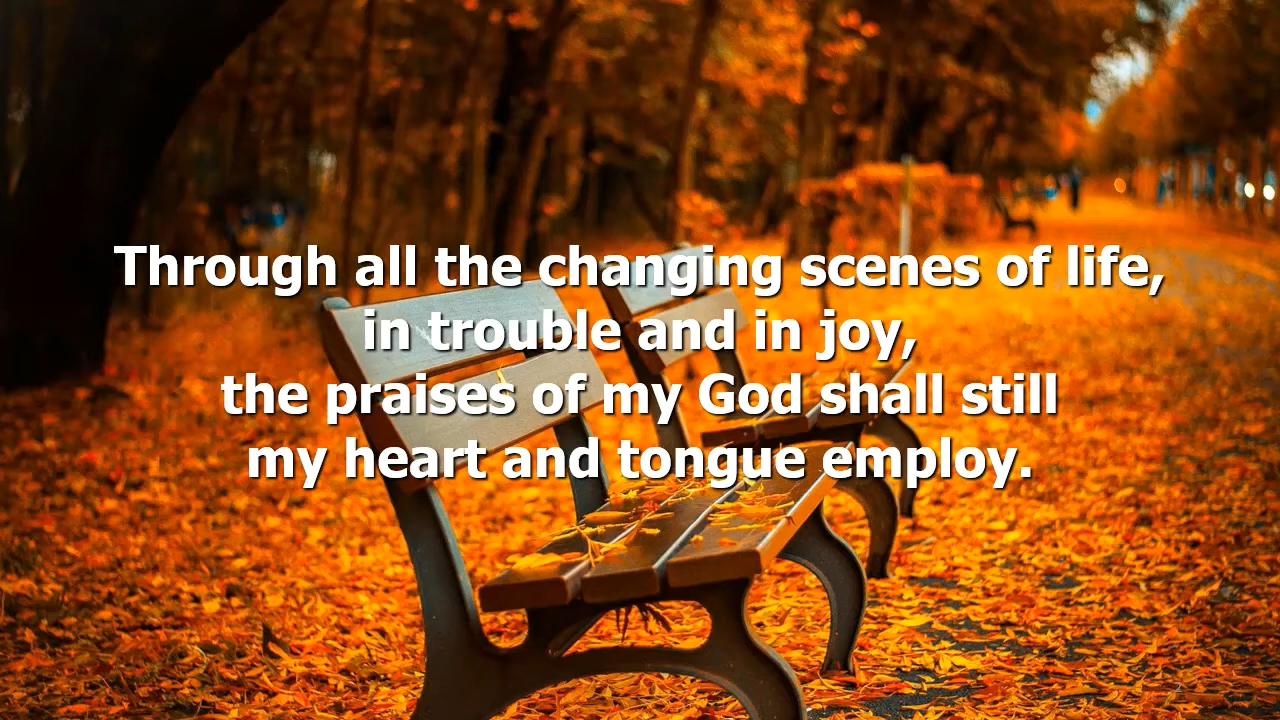 Through all the changing scenes of life,
in trouble and in joy,
the praises of my God shall still
my heart and tongue employ.